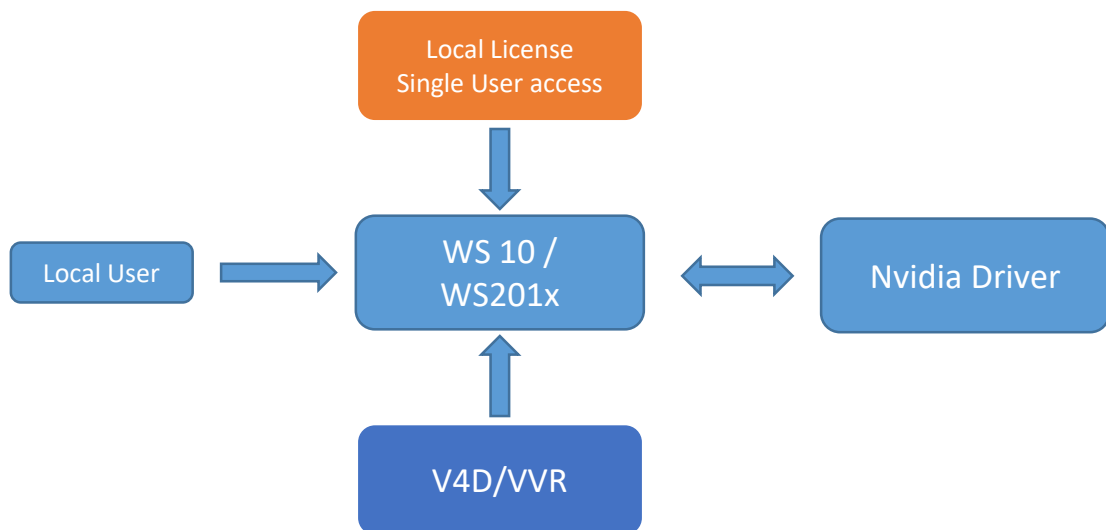 Local License
Single User access
Local User
WS 10 /
WS201x
Nvidia Driver
V4D/VVR